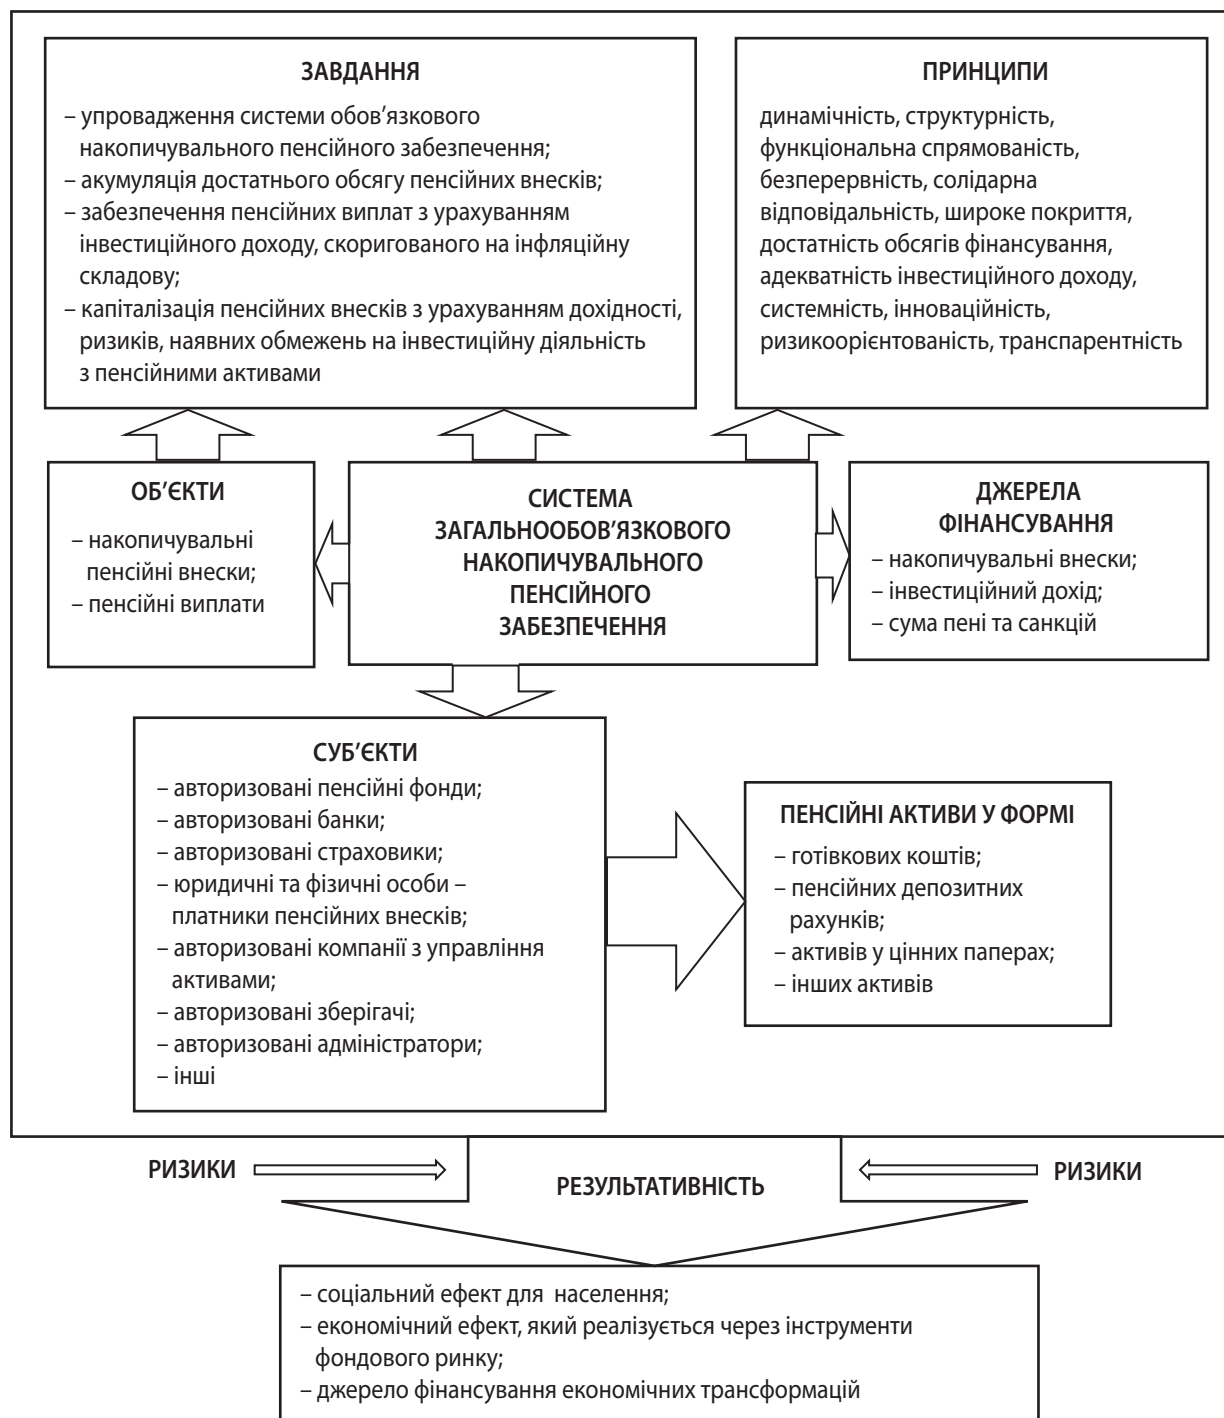 ЗАВДАННЯ
– упровадження системи обов’язкового
накопичувального пенсійного забезпечення;
– акумуляція достатнього обсягу пенсійних внесків;
– забезпечення пенсійних виплат з урахуванням
інвестиційного доходу, скоригованого на інфляційну
складову;
– капіталізація пенсійних внесків з урахуванням дохідності,
ризиків, наявних обмежень на інвестиційну діяльність
з пенсійними активами
ПРИНЦИПИ
динамічність, структурність,
функціональна спрямованість,
безперервність, солідарна
відповідальність, широке покриття,
достатність обсягів фінансування,
адекватність інвестиційного доходу,
системність, інноваційність,
ризикоорієнтованість, транспарентність
ОБ’ЄКТИ
– накопичувальні
пенсійні внески;
– пенсійні виплати
СИСТЕМА
ЗАГАЛЬНООБОВ’ЯЗКОВОГО
НАКОПИЧУВАЛЬНОГО
ПЕНСІЙНОГО
ЗАБЕЗПЕЧЕННЯ
ДЖЕРЕЛА
ФІНАНСУВАННЯ
– накопичувальні внески;
– інвестиційний дохід;
– сума пені та санкцій
СУБ’ЄКТИ
– авторизовані пенсійні фонди;
– авторизовані банки;
– авторизовані страховики;
– юридичні та фізичні особи –
платники пенсійних внесків;
– авторизовані компанії з управління
активами;
– авторизовані зберігачі;
– авторизовані адміністратори;
– інші
ПЕНСІЙНІ АКТИВИ У ФОРМІ
– готівкових коштів;
– пенсійних депозитних
рахунків;
– активів у цінних паперах;
– інших активів
РИЗИКИ
РЕЗУЛЬТАТИВНІСТЬ
РИЗИКИ
– соціальний ефект для населення;
– економічний ефект, який реалізується через інструменти
фондового ринку;
– джерело фінансування економічних трансформацій